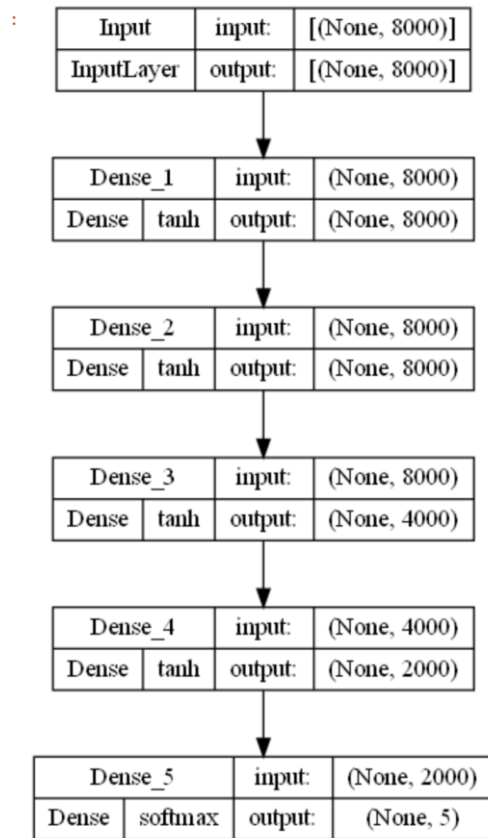 :
Input input: [(None, 8000)]
InputLayer output: [(None, 8000)]
Dense_1 input: (None, 8000)
Dense tanh output: (None, 8000)
Dense_2 input: (None, 8000)
Dense tanh output: (None, 8000)
Dense_3 input: (None, 8000)
Dense tanh output: (None, 4000)
Dense_4 input: (None, 4000)
Dense tanh output: (None, 2000)
Dense_5 input: (None, 2000)
Dense softmax output: (None, 5)